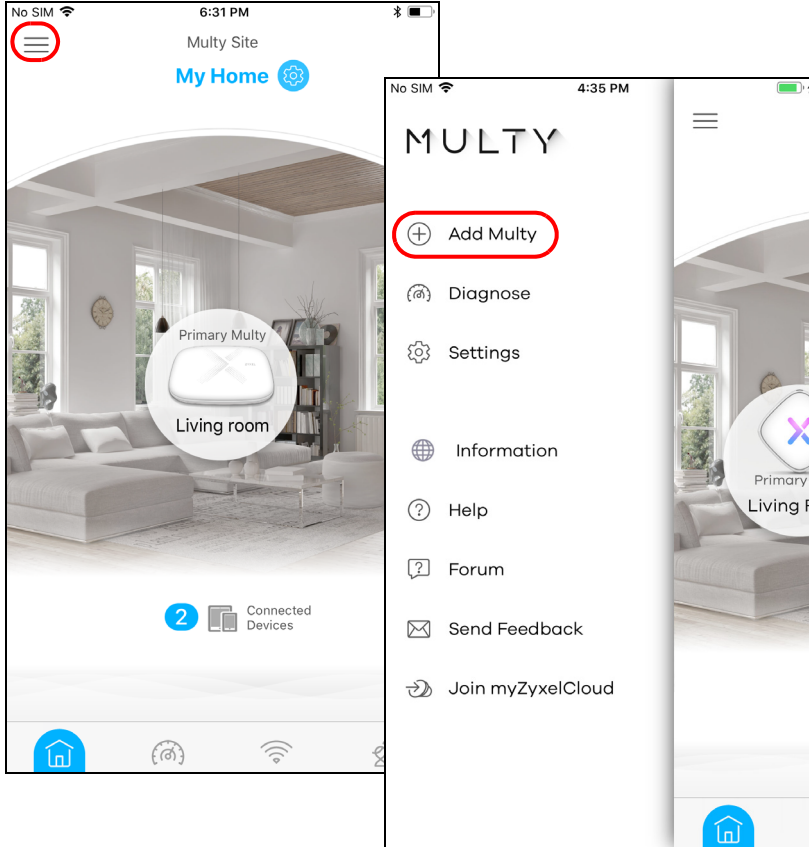 No SIM 6:31 PM
Multy Site
My Home
Primary Multy
Living room
2 Connected
Devices
No SIM 4:35 PM
MULTY
Add Multy
Diagnose
Settings
Information
Help
Forum
Send Feedback
Join myZyxelCloud
Primary
Living